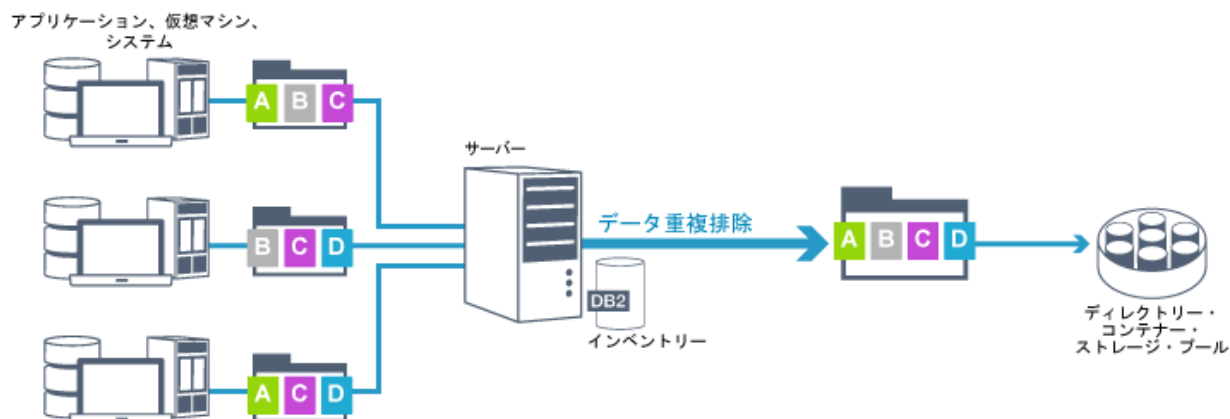 アプリケーション、仮想マシン、
システム
A B C
サーバー
B C D
データ重複排除
A B C D
DB2
インベントリー
ディレクトリー・
コンテナー・
ストレージ・プール
A C D